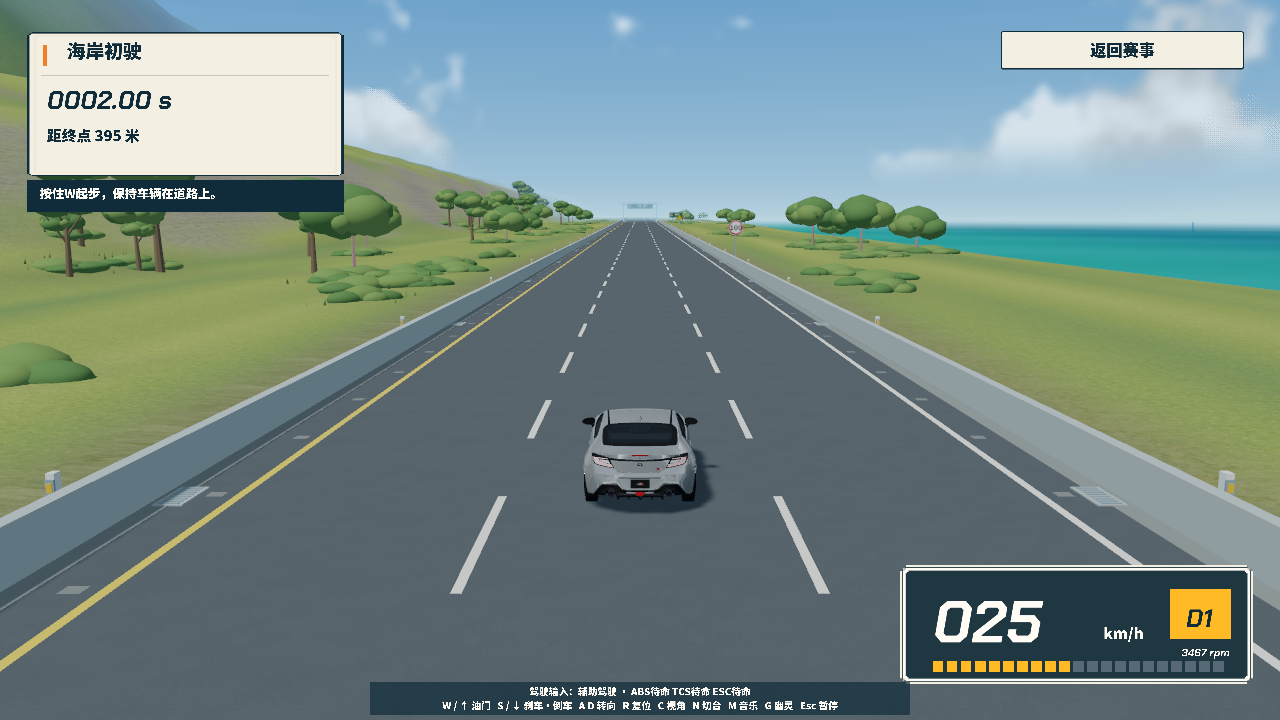 海岸初驶
0002.00 s
距终点 395 米
按住W起步，保持车辆在道路上。
返回赛事
100
025 km/h D1
3467 rpm
驾驶输入：辅助驾驶 · ABS待命 TCS待命 ESC待命
W / ↑ 油门 S / ↓ 刹车·倒车 A D 转向 R 复位 C 视角 N 切台 M 音乐 G 幽灵 Esc 暂停